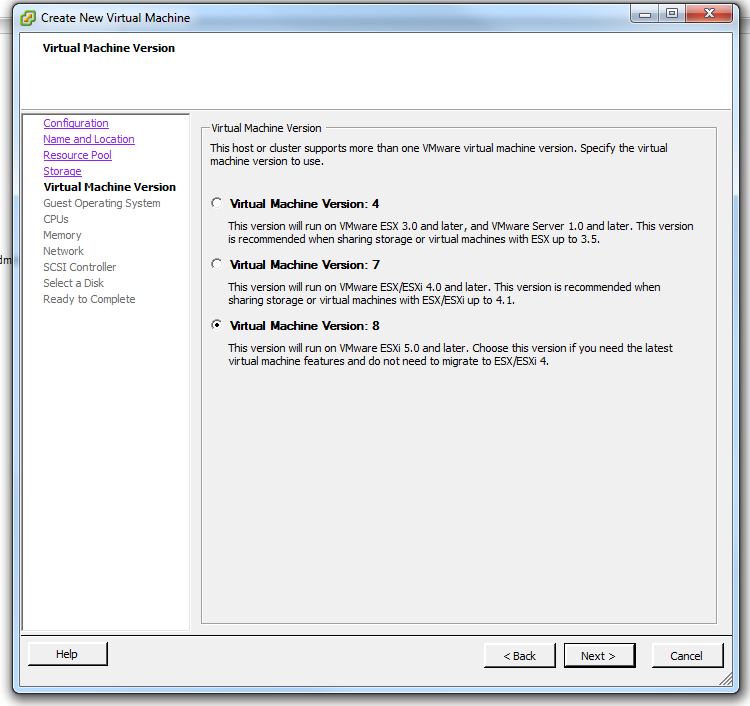 Create New Virtual Machine
Virtual Machine Version
Configuration
Name and Location
Resource Pool
Storage
Virtual Machine Version
Guest Operating System
CPUs
Memory
Network
SCSI Controller
Select a Disk
Ready to Complete
Virtual Machine Version
This host or cluster supports more than one VMware virtual machine version. Specify the virtual
machine version to use.
Virtual Machine Version: 4
This version will run on VMware ESX 3.0 and later, and VMware Server 1.0 and later. This version
is recommended when sharing storage or virtual machines with ESX up to 3.5.
Virtual Machine Version: 7
This version will run on VMware ESX/ESXi 4.0 and later. This version is recommended when
sharing storage or virtual machines with ESX/ESXi up to 4.1.
Virtual Machine Version: 8
This version will run on VMware ESXi 5.0 and later. Choose this version if you need the latest
virtual machine features and do not need to migrate to ESX/ESXi 4.
dm
Help
< Back
Next >
Cancel